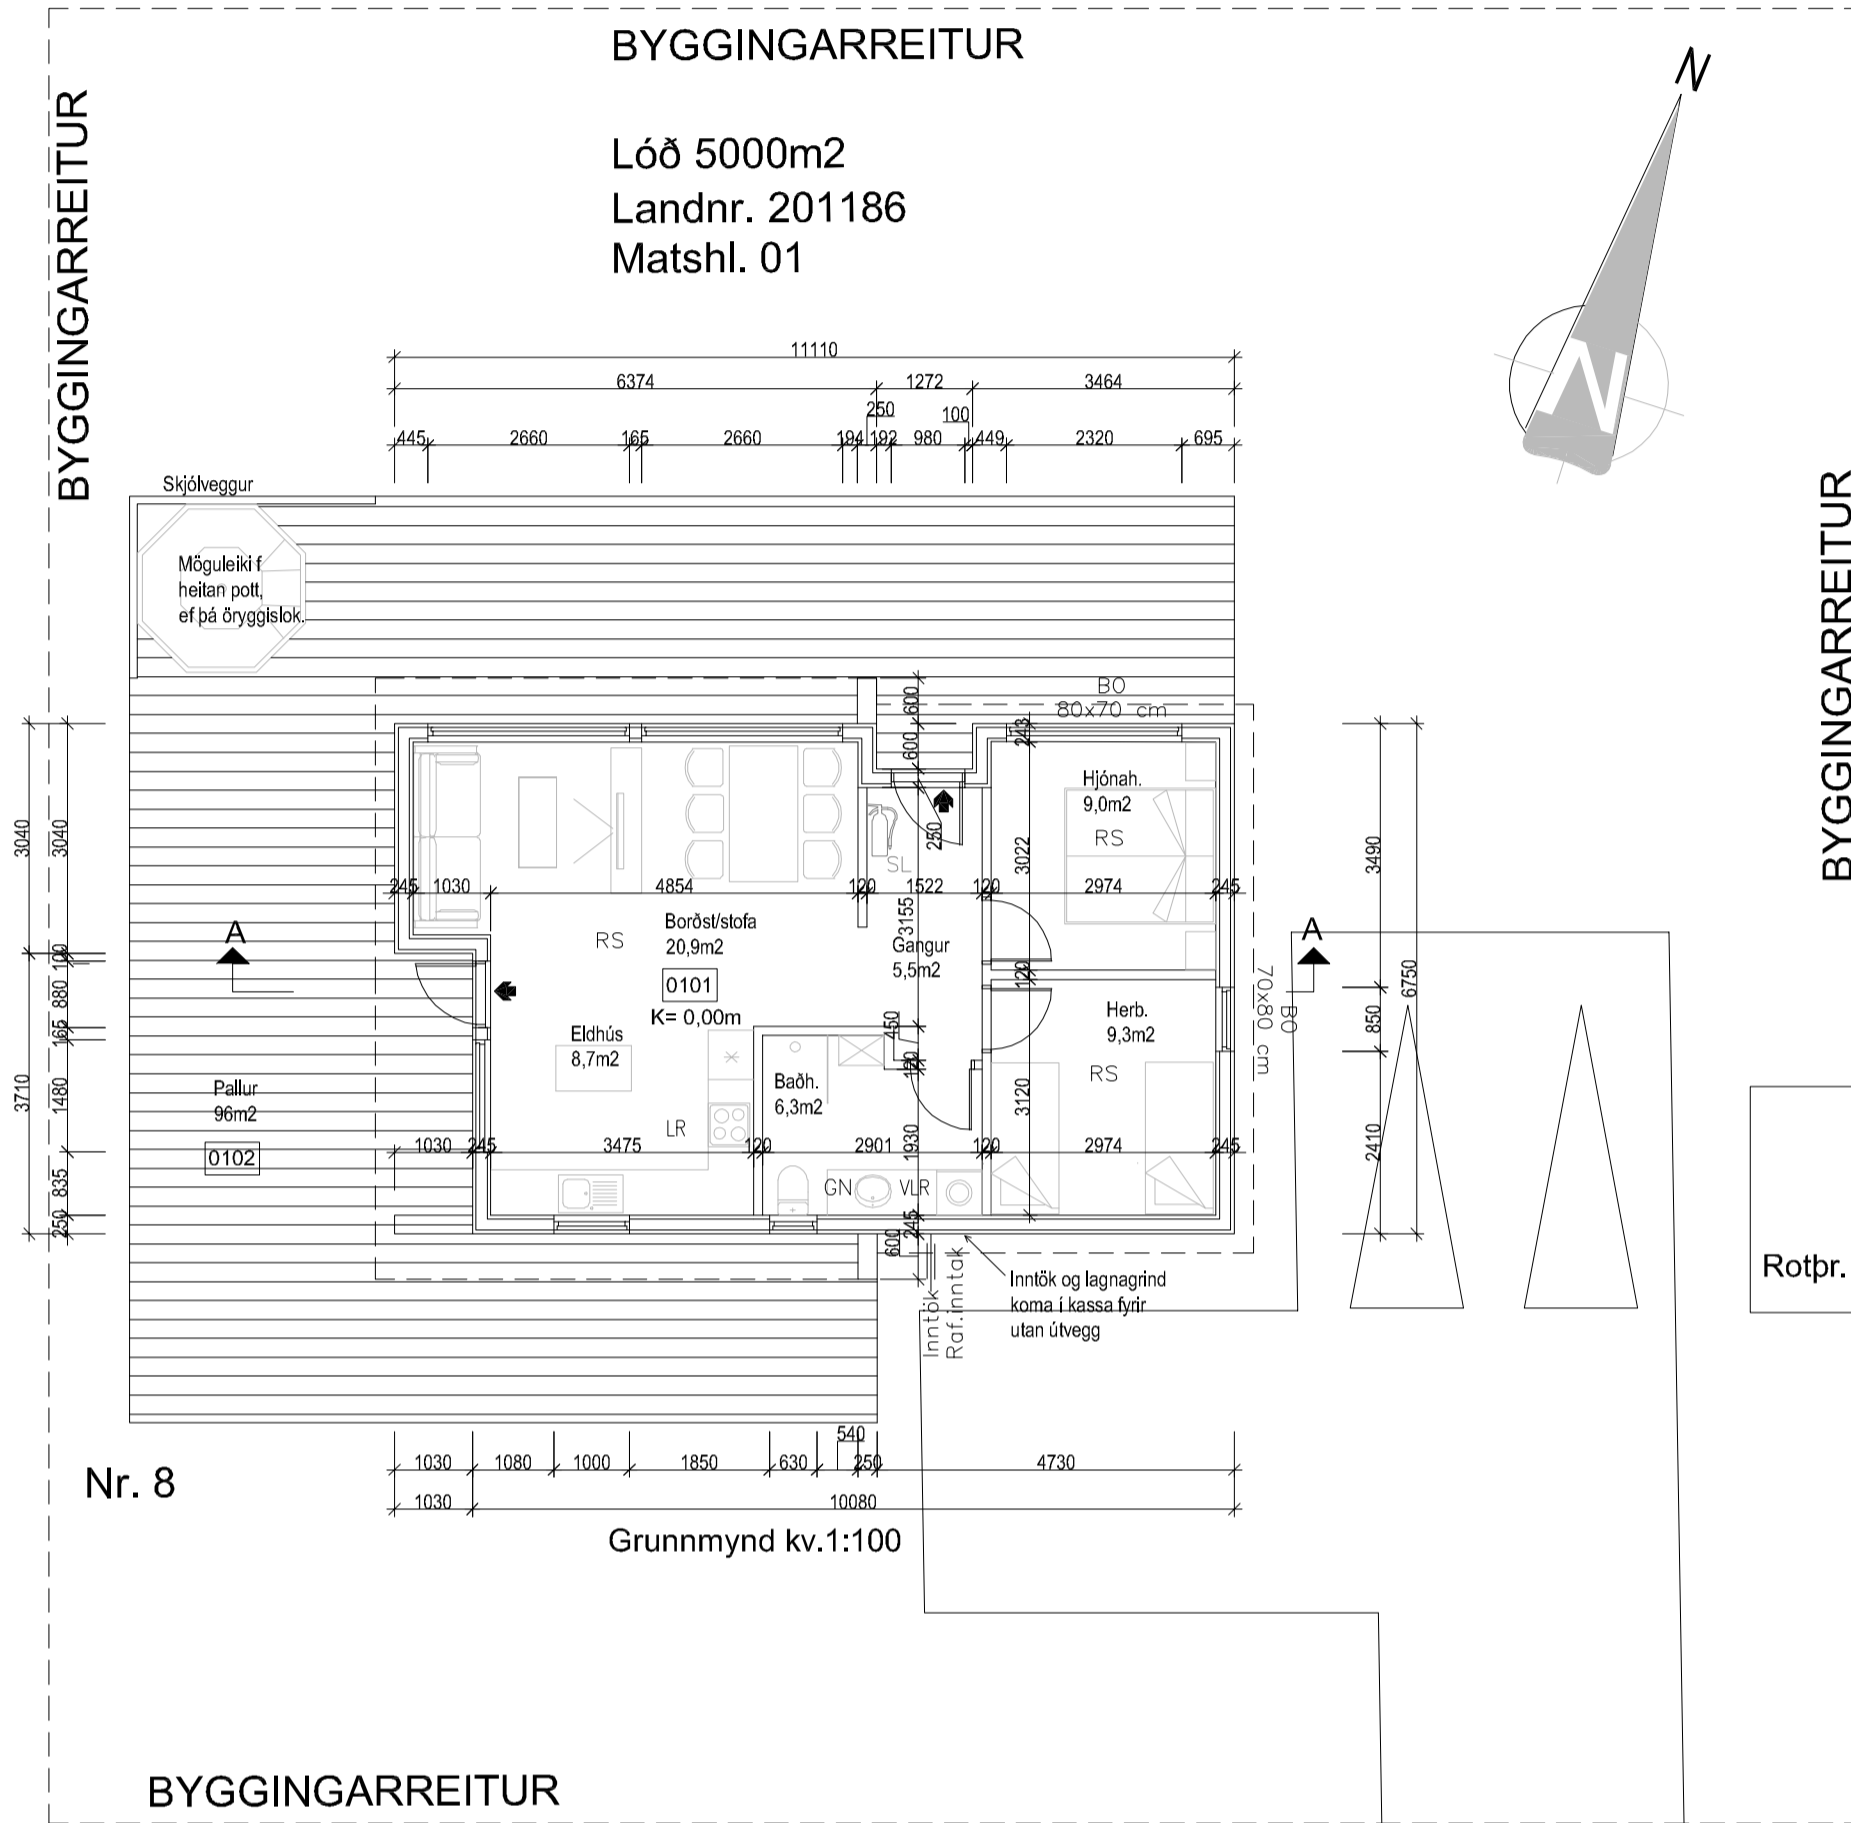 BYGGINGARREITUR
BYGGINGARREITUR
N
Lóð 5000m2
Landnr. 201186
Matshl. 01
N
BYGGINGARREITUR
11110
6374 1272 3464
250 100
445 2660 165 2660 194 192 980 449 2320 695
Skjólveggur
Möguleiki f
heitan pott,
ef þá öryggislok.
600
BO
80x70 cm
600
243
Hjónah.
9,0m2
RS
250
SL
3040
3040
3022
3490
245 1030 4854 120 1522 120 2974 245
3155
A
Borðst/stofa
20,9m2
RS
Gangur
5,5m2
A
0101
K= 0,00m
100
880
165
120
6750
850
70x80 cm
BO
Herb.
9,3m2
RS
450
120
Eldhús
8,7m2
Baðh.
6,3m2
Pallur
96m2
0102
3710
1480
LR
3120
2410
1030 245 3475 120 2901 120 2974 245
1930
835
250
GN VLR
245
600
Inntök
Raf.inntak
Inntök og lagnagrind
koma í kassa fyrir
utan útvegg
Rotþr.
540
1030 1080 1000 1850 630 250 4730
1030 10080
Nr. 8
Grunnmynd kv.1:100
BYGGINGARREITUR